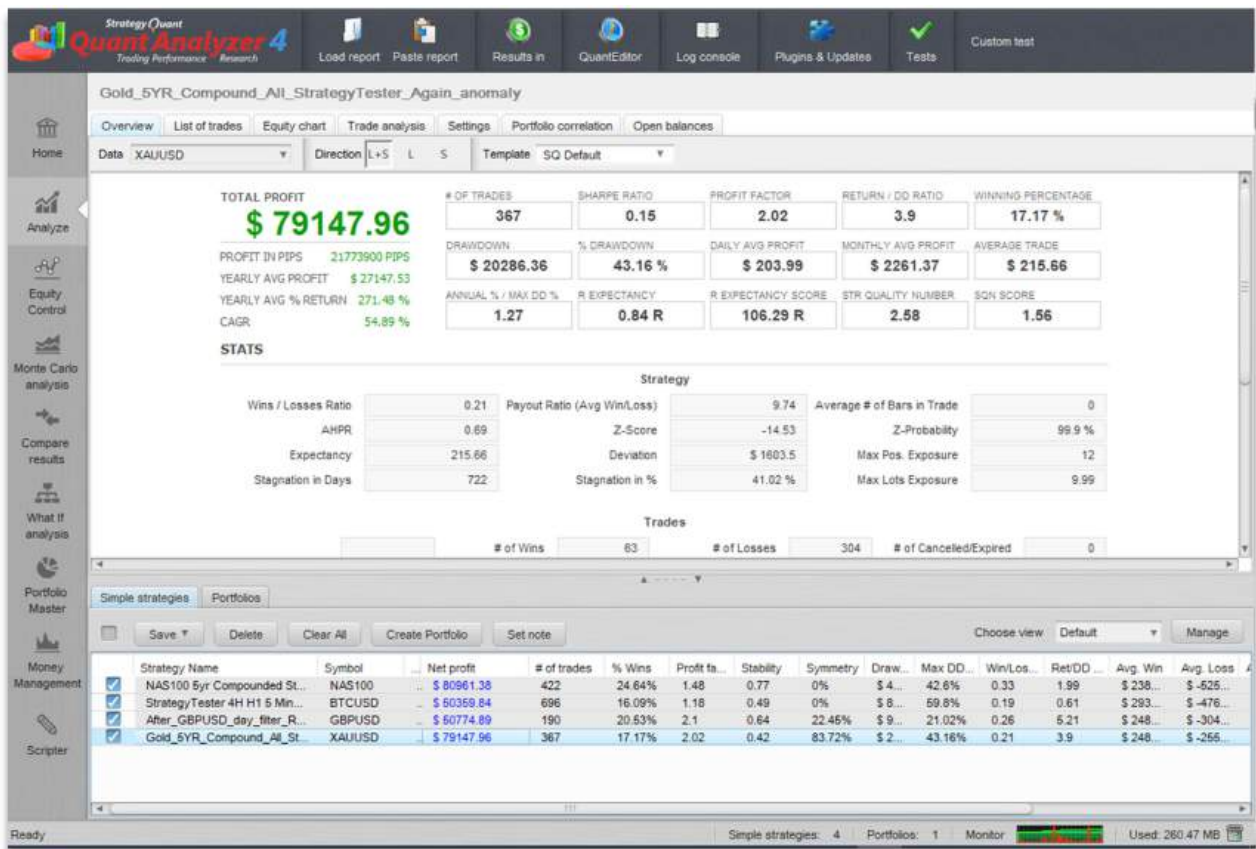 StrategyQuant
QuantAnalyzer 4
Trading Performance Research
Load report Paste report Results in QuantEditor Log console Plugins & Updates Tests Custom test
Gold_5YR_Compound_All_StrategyTester_Again_anomaly
Overview List of trades Equity chart Trade analysis Settings Portfolio correlation Open balances
Data XAUUSD Direction L+S L S Template SQ Default
Home
Analyze
Equity Control
Monte Carlo analysis
Compare results
What If analysis
Portfolio Master
Money Management
Scripter
TOTAL PROFIT
$ 79147.96
PROFIT IN PIPS 21773900 PIPS
YEARLY AVG PROFIT $ 27147.53
YEARLY AVG % RETURN 271.48 %
CAGR 54.89 %
# OF TRADES SHARPE RATIO PROFIT FACTOR RETURN / DD RATIO WINNING PERCENTAGE
367 0.15 2.02 3.9 17.17 %
DRAWDOWN % DRAWDOWN DAILY AVG PROFIT MONTHLY AVG PROFIT AVERAGE TRADE
$ 20286.36 43.16 % $ 203.99 $ 2261.37 $ 215.66
ANNUAL % / MAX DD % R EXPECTANCY R EXPECTANCY SCORE STR QUALITY NUMBER SQN SCORE
1.27 0.84 R 106.29 R 2.58 1.56
STATS
Strategy
Wins / Losses Ratio 0.21 Payout Ratio (Avg Win/Loss) 9.74 Average # of Bars in Trade 0
AHPR 0.69 Z-Score -14.53 Z-Probability 99.9 %
Expectancy 215.66 Deviation $ 1603.5 Max Pos. Exposure 12
Stagnation in Days 722 Stagnation in % 41.02 % Max Lots Exposure 9.99
Trades
# of Wins 63 # of Losses 304 # of Cancelled/Expired 0
Simple strategies Portfolios
Save Delete Clear All Create Portfolio Set note Choose view Default Manage
Strategy Name Symbol ... Net profit # of trades % Wins Profit fa... Stability Symmetry Draw... Max DD... Win/Los... Ret/DD ... Avg. Win Avg. Loss
NAS100 5yr Compounded St... NAS100 .. $ 80961.38 422 24.64% 1.48 0.77 0% $ 4... 42.6% 0.33 1.99 $ 238... $ -525...
StrategyTester 4H H1 5 Min... BTCUSD .. $ 50359.84 696 16.09% 1.18 0.49 0% $ 8... 59.8% 0.19 0.61 $ 293... $ -476...
After_GBPUSD_day_filter_R... GBPUSD .. $ 50774.89 190 20.53% 2.1 0.64 22.45% $ 9... 21.02% 0.26 5.21 $ 248... $ -304...
Gold_5YR_Compound_All_St... XAUUSD .. $ 79147.96 367 17.17% 2.02 0.42 83.72% $ 2... 43.16% 0.21 3.9 $ 248... $ -255...
Ready Simple strategies: 4 Portfolios: 1 Monitor Used: 260.47 MB